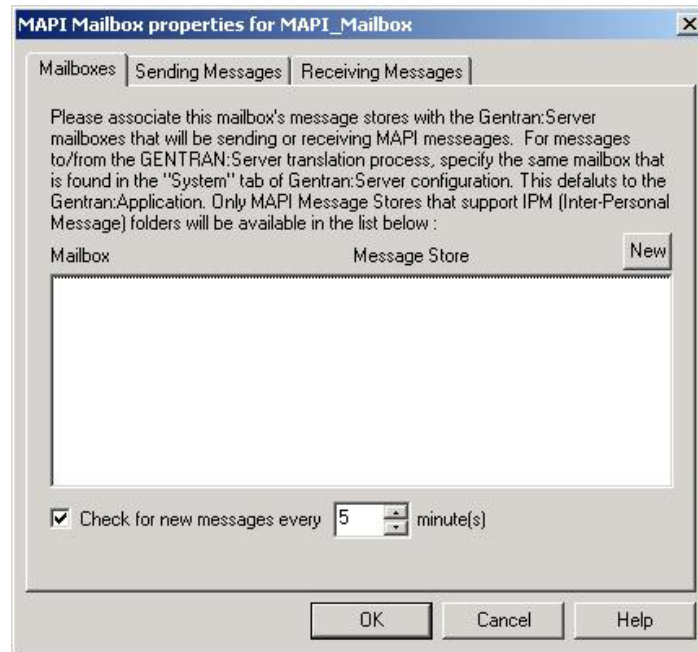 MAPI Mailbox properties for MAPI_Mailbox
Mailboxes Sending Messages Receiving Messages
Please associate this mailbox's message stores with the Gentran:Server
mailboxes that will be sending or receiving MAPI messeages. For messages
to/from the GENTRAN:Server translation process, specify the same mailbox that
is found in the "System" tab of Gentran:Server configuration. This defaluts to the
Gentran:Application. Only MAPI Message Stores that support IPM (Inter-Personal
Message) folders will be available in the list below :
Mailbox Message Store New
Check for new messages every 5 minute(s)
OK Cancel Help